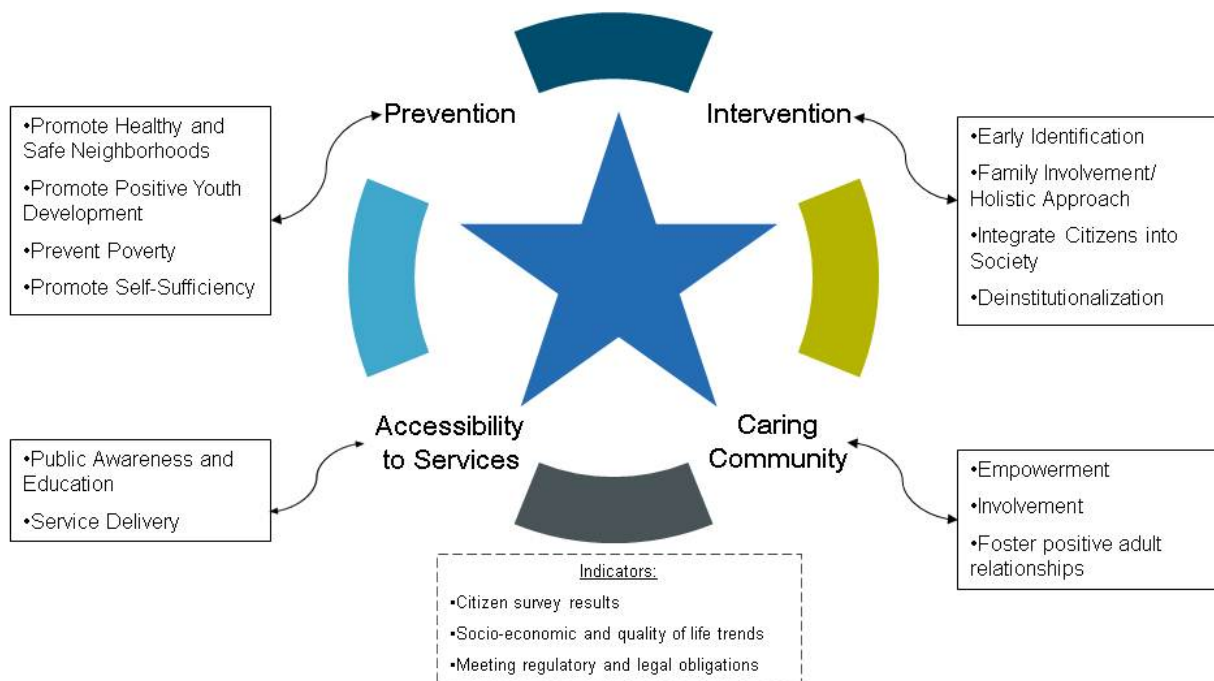 Prevention
Intervention
•Promote Healthy and
Safe Neighborhoods
•Promote Positive Youth
Development
•Prevent Poverty
•Promote Self-Sufficiency
•Early Identification
•Family Involvement/
Holistic Approach
•Integrate Citizens into
Society
•Deinstitutionalization
Accessibility
to Services
Caring
Community
•Public Awareness and
Education
•Service Delivery
•Empowerment
•Involvement
•Foster positive adult
relationships
Indicators:
•Citizen survey results
•Socio-economic and quality of life trends
•Meeting regulatory and legal obligations